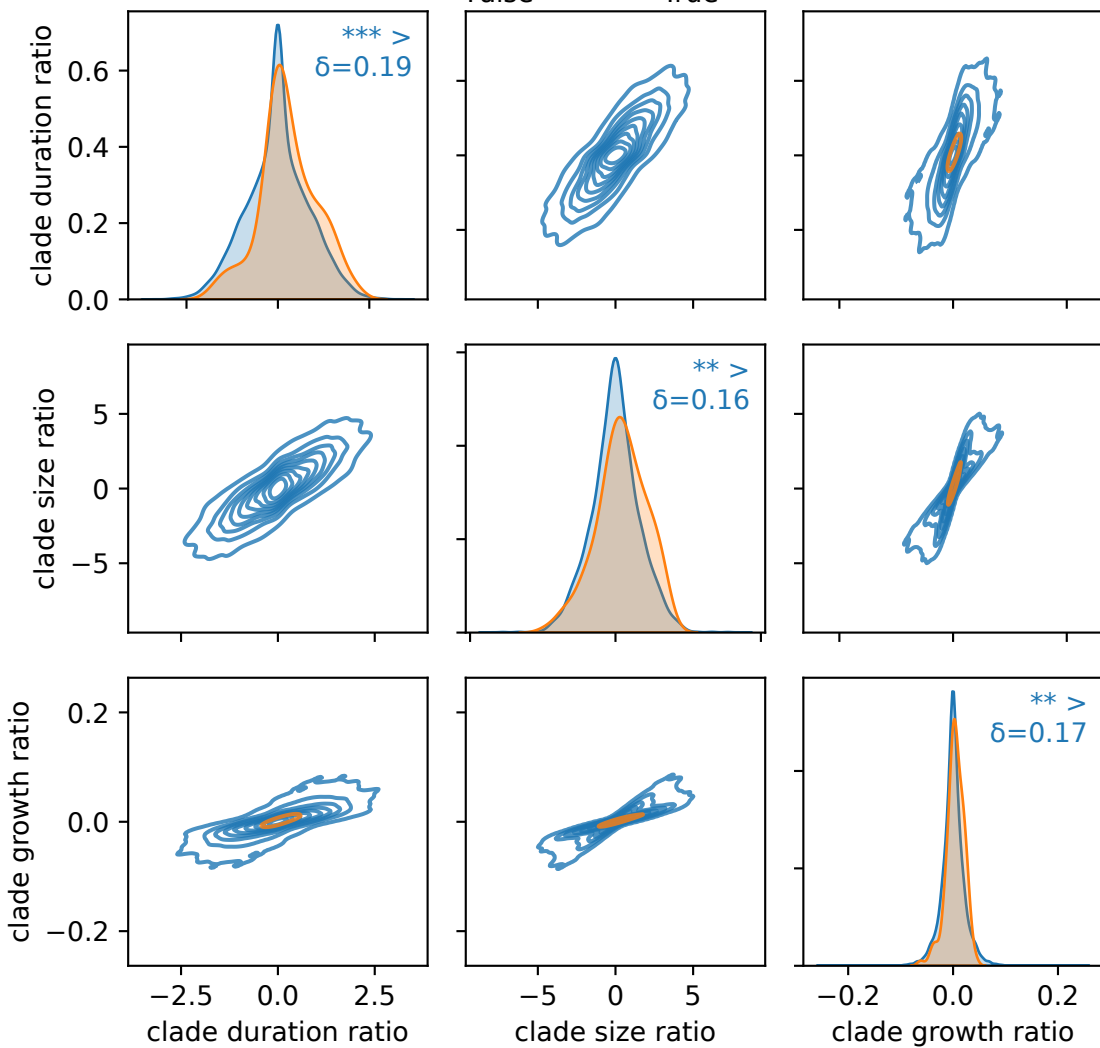 clade duration ratio
0.6
0.4
0.2
0.0
*** >
δ=0.19
clade size ratio
5
0
−5
** >
δ=0.16
clade growth ratio
0.2
0.0
−0.2
** >
δ=0.17
−2.5 0.0 2.5
−5 0 5
−0.2 0.0 0.2
clade duration ratio
clade size ratio
clade growth ratio